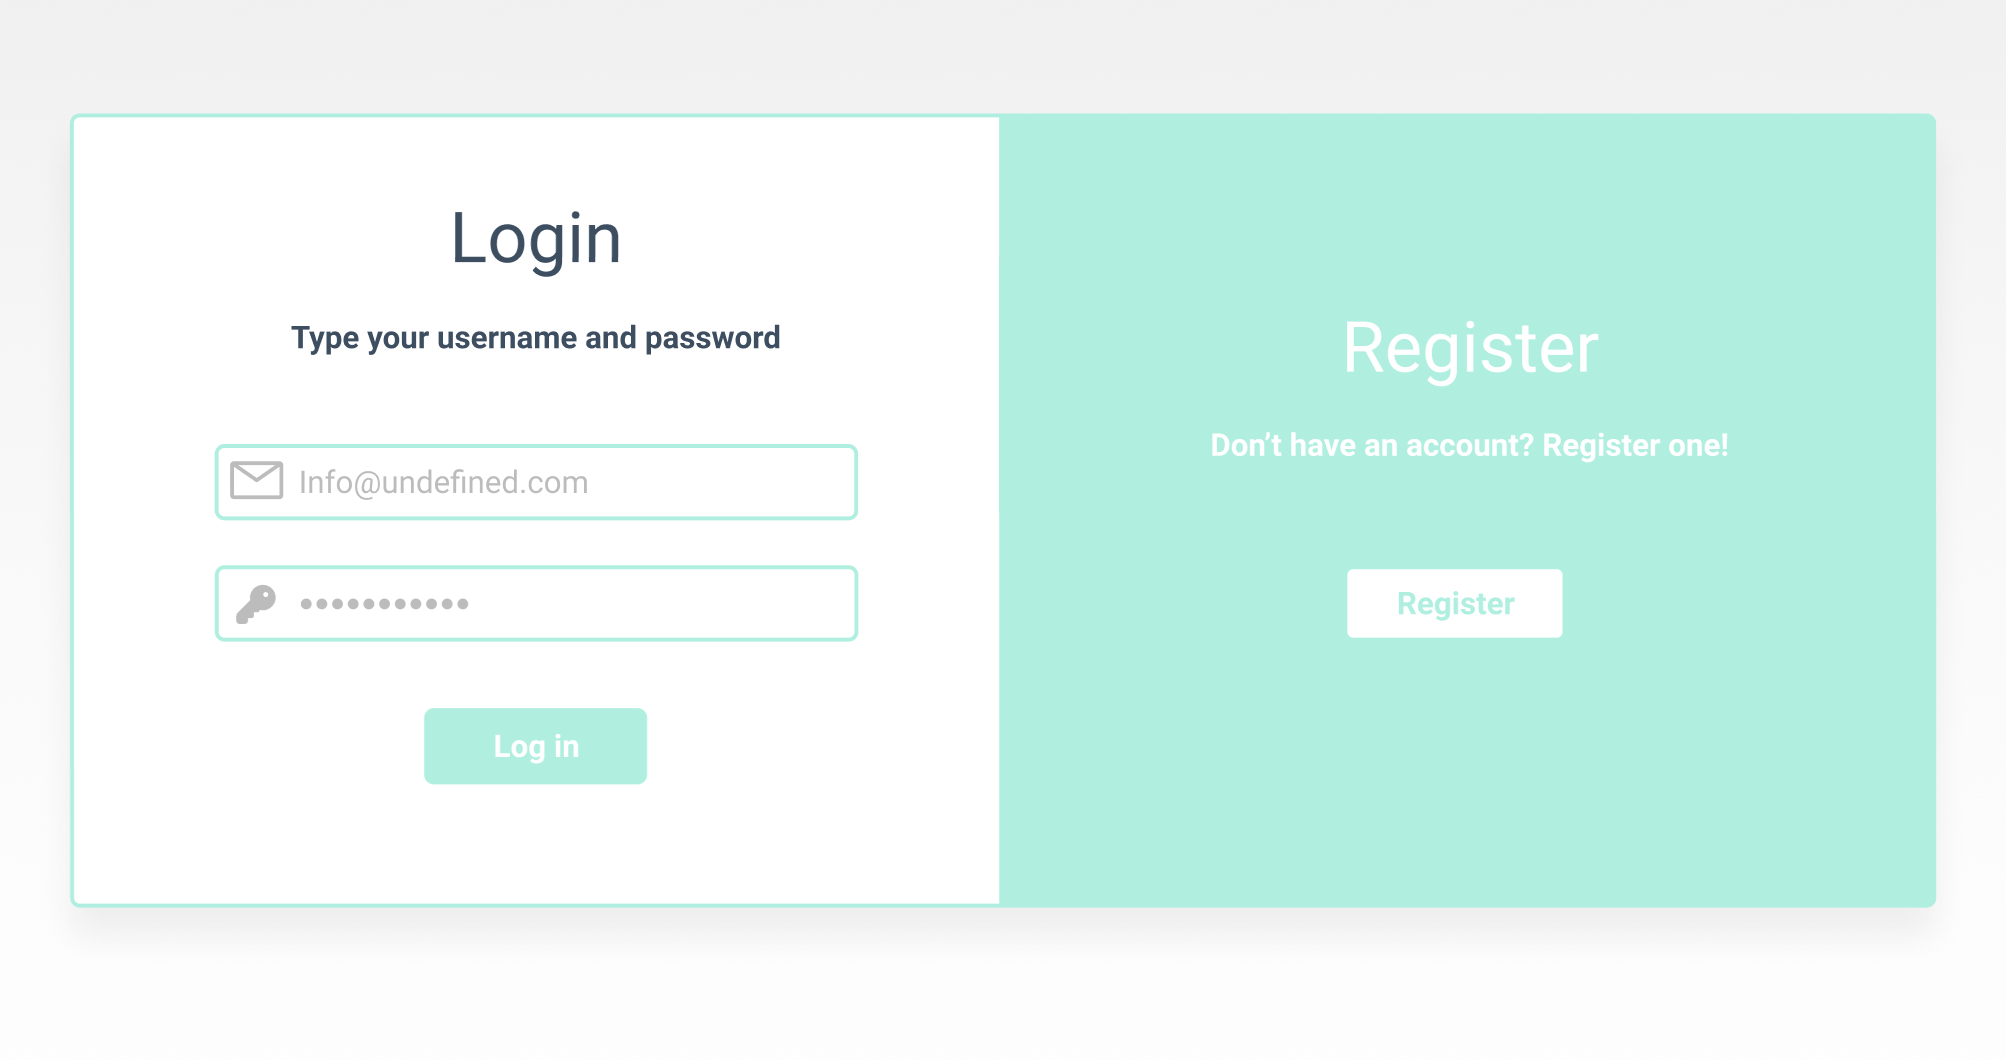 Login
Type your username and password
Info@undefined.com
•••••••••••
Log in
Register
Don’t have an account? Register one!
Register